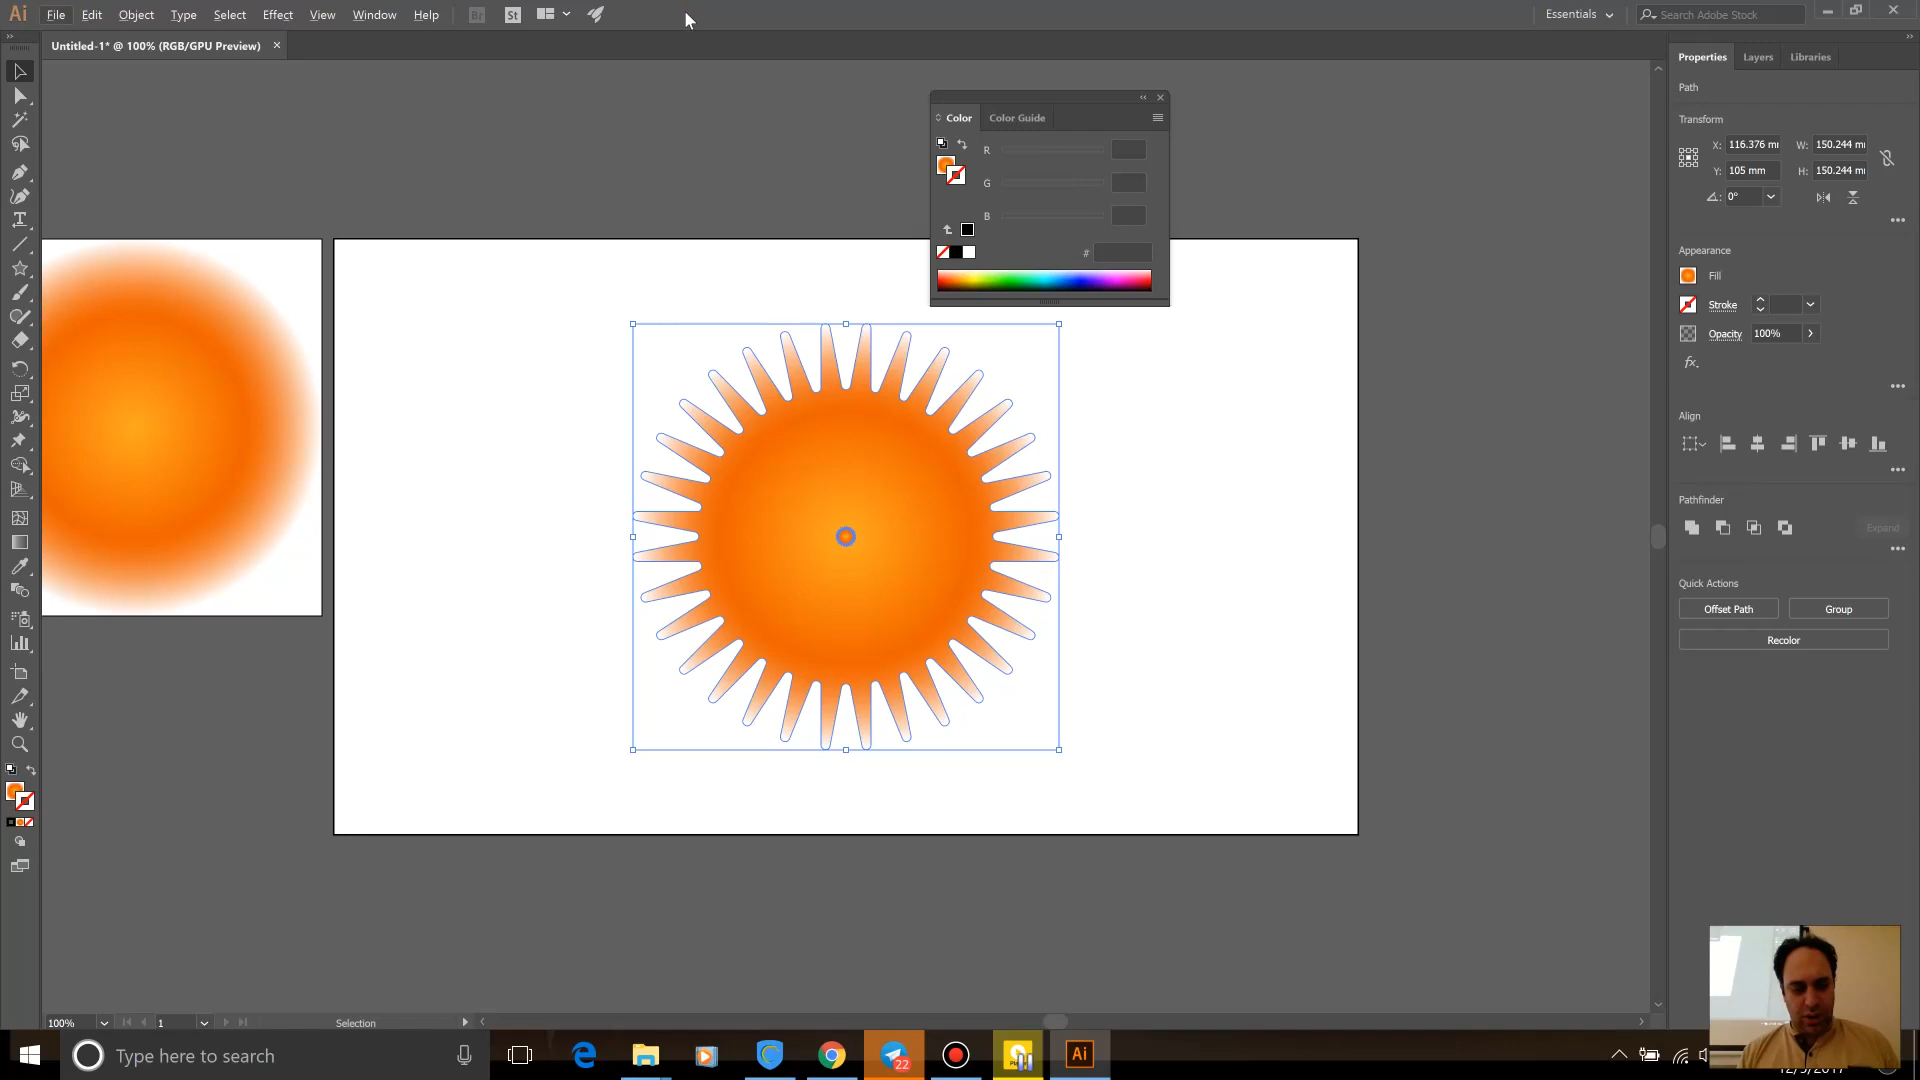 Ai File Edit Object Type Select Effect View Window Help Br St Essentials Search Adobe Stock
Untitled-1* @ 100% (RGB/GPU Preview)
Properties Layers Libraries
Path
Color Color Guide
Transform
R
X: 116.376 m W: 150.244 m
Y: 105 mm H: 150.244 m
G
0°
B
Appearance
#
Fill
Stroke
Opacity 100%
fx.
Align
Pathfinder
Expand
Quick Actions
Offset Path Group
Recolor
100% 1 Selection
Type here to search 22 Ai